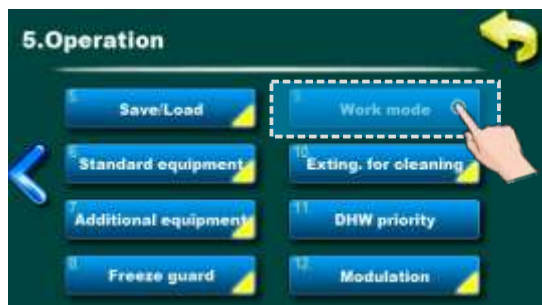 5.Operation
5 Save/Load
9 Work mode
6 Standard equipment
10 Exting. for cleaning
7 Additional equipment
11 DHW priority
8 Freeze guard
12 Modulation